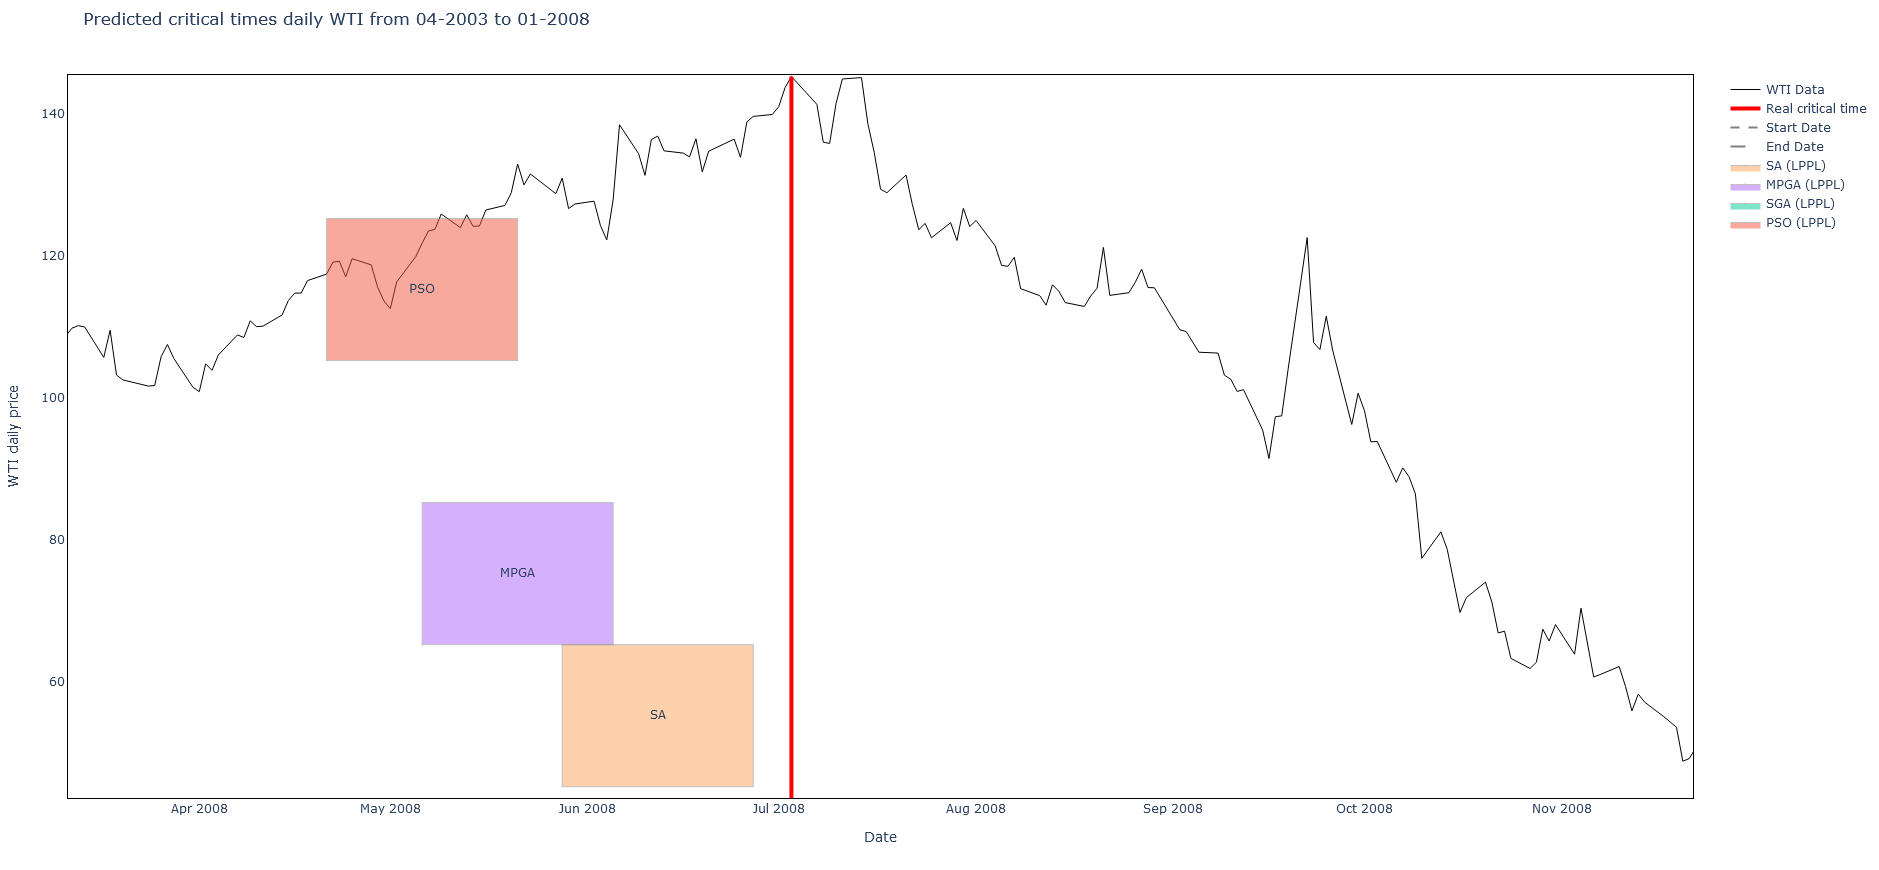 Predicted critical times daily WTI from 04-2003 to 01-2008
WTI Data
Real critical time
Start Date
End Date
SA (LPPL)
MPGA (LPPL)
SGA (LPPL)
PSO (LPPL)
WTI daily price
140
120
100
80
60
PSO
MPGA
SA
Apr 2008
May 2008
Jun 2008
Jul 2008
Aug 2008
Sep 2008
Oct 2008
Nov 2008
Date